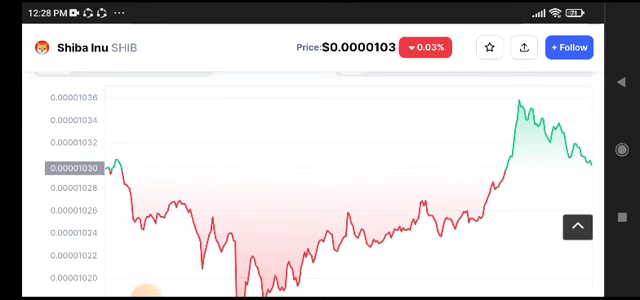 12:28 PM
71
Shiba Inu SHIB
Price: $0.0000103
0.03%
+ Follow
0.00001036
0.00001034
0.00001032
0.00001030
0.00001028
0.00001026
0.00001024
0.00001022
0.00001020